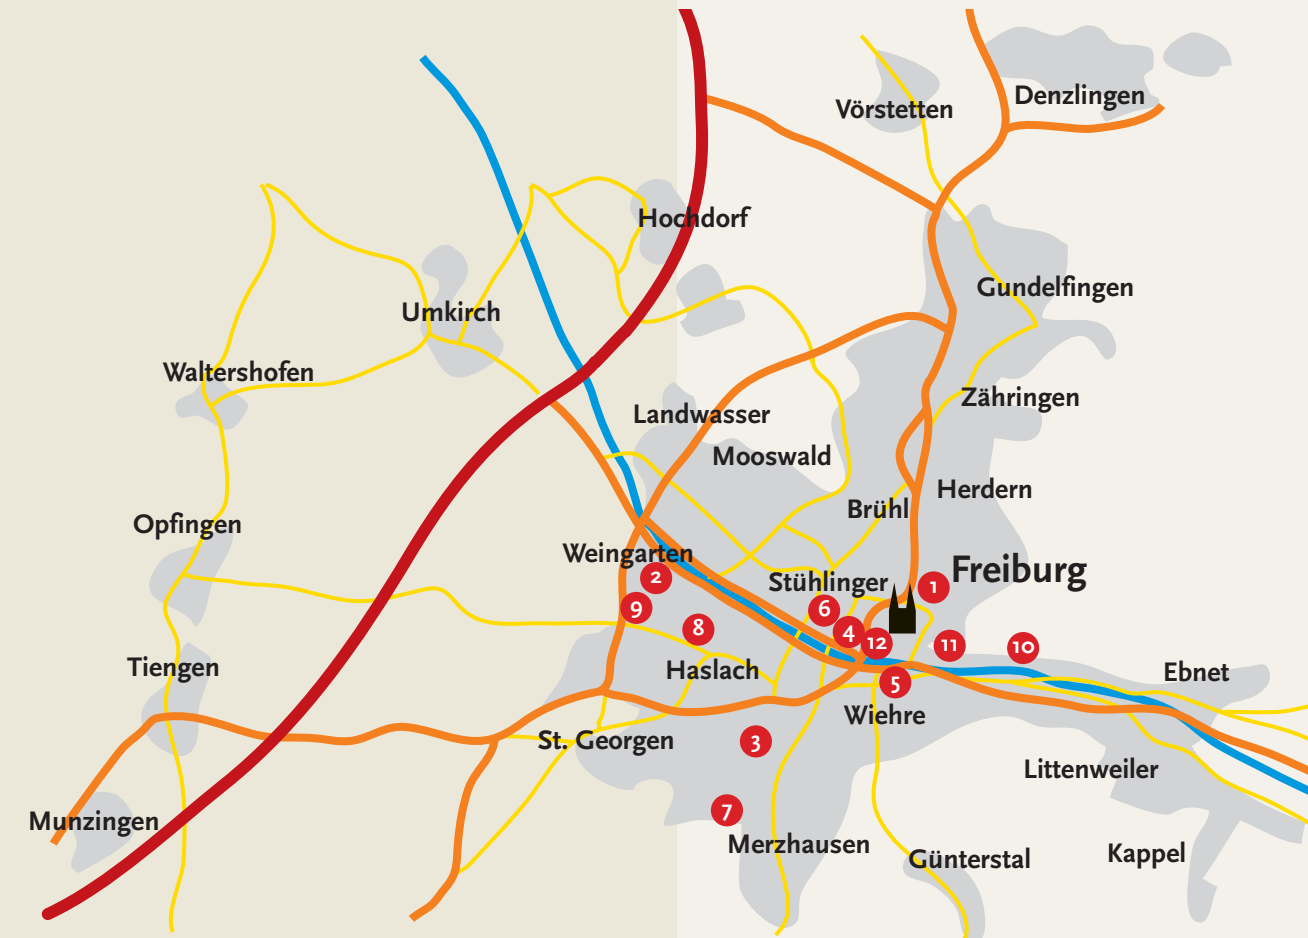 Denzlingen
Vörstetten
Hochdorf
Gundelfingen
Umkirch
Waltershofen
Zähringen
Landwasser
Mooswald
Herdern
Brühl
Opfingen
Weingarten
Freiburg
Stühlinger
2
1
9
6
8
4
12
11
10
Tiengen
Haslach
Ebnet
5
Wiehre
St. Georgen
3
Littenweiler
7
Munzingen
Merzhausen
Günterstal
Kappel